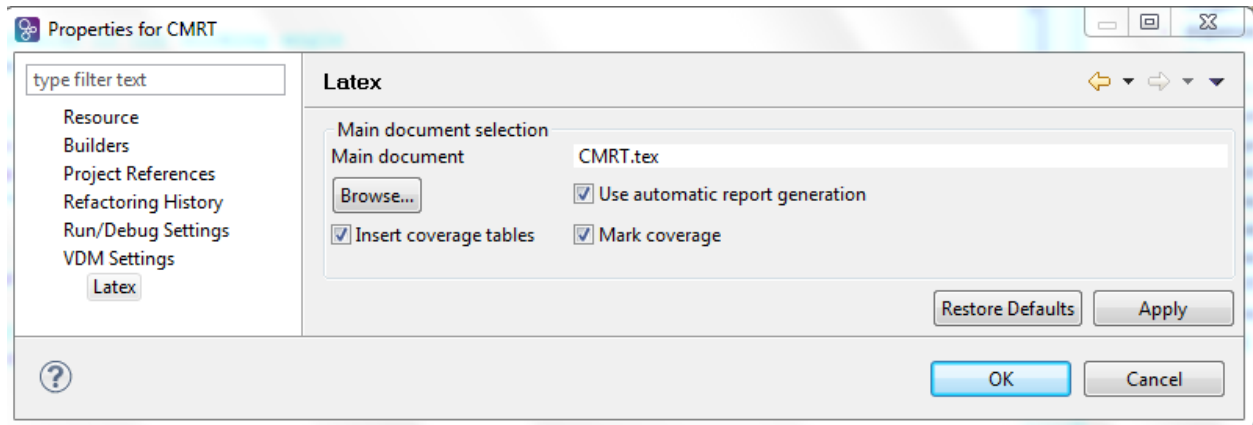 Properties for CMRT
type filter text
Resource
Builders
Project References
Refactoring History
Run/Debug Settings
VDM Settings
Latex
Latex
Main document selection
Main document CMRT.tex
Browse... Use automatic report generation
Insert coverage tables Mark coverage
Restore Defaults Apply
? OK Cancel